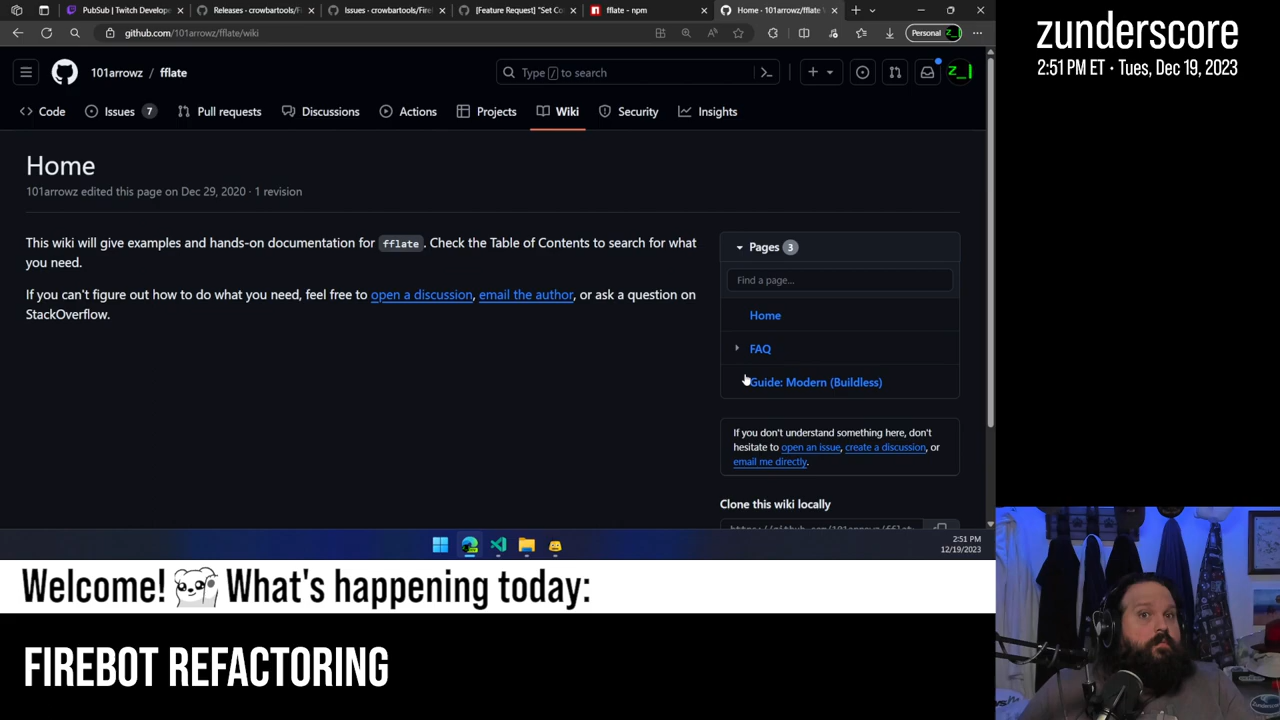 PubSub | Twitch Develope
Releases · crowbartools/Fi
Issues · crowbartools/Fire
[Feature Request] "Set Co
fflate - npm
Home · 101arrowz/fflate
github.com/101arrowz/fflate/wiki
Personal
101arrowz / fflate
Type / to search
Code
Issues 7
Pull requests
Discussions
Actions
Projects
Wiki
Security
Insights
Home
101arrowz edited this page on Dec 29, 2020 · 1 revision
This wiki will give examples and hands-on documentation for fflate. Check the Table of Contents to search for what
you need.
If you can't figure out how to do what you need, feel free to open a discussion, email the author, or ask a question on
StackOverflow.
Pages 3
Find a page...
Home
FAQ
Guide: Modern (Buildless)
If you don't understand something here, don't
hesitate to open an issue, create a discussion, or
email me directly.
Clone this wiki locally
2:51 PM
12/19/2023
zunderscore
2:51 PM ET · Tues, Dec 19, 2023
Welcome! What's happening today:
FIREBOT REFACTORING